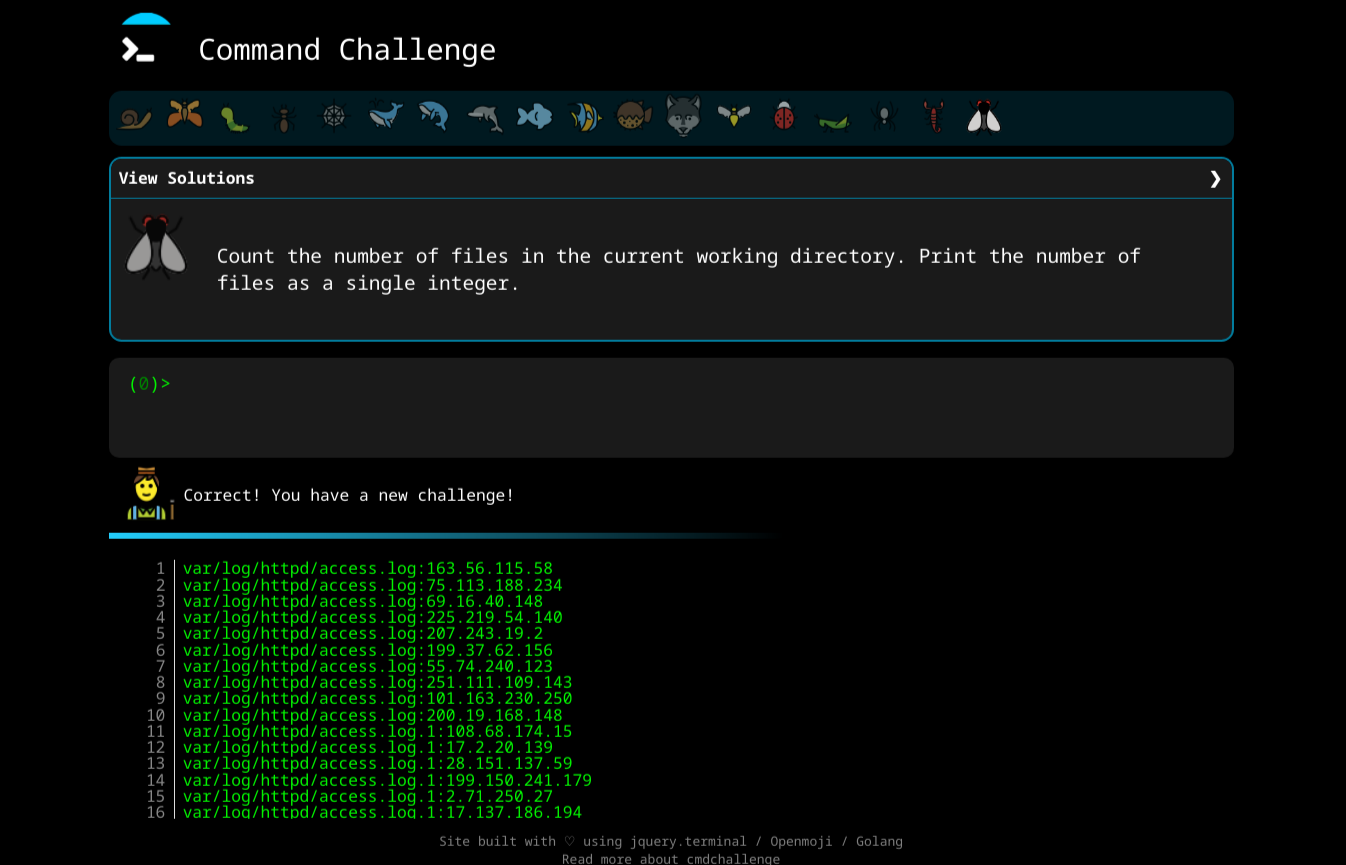 Command Challenge
View Solutions ❯
Count the number of files in the current working directory. Print the number of
files as a single integer.
(0)>
Correct! You have a new challenge!
1 var/log/httpd/access.log:163.56.115.58
2 var/log/httpd/access.log:75.113.188.234
3 var/log/httpd/access.log:69.16.40.148
4 var/log/httpd/access.log:225.219.54.140
5 var/log/httpd/access.log:207.243.19.2
6 var/log/httpd/access.log:199.37.62.156
7 var/log/httpd/access.log:55.74.240.123
8 var/log/httpd/access.log:251.111.109.143
9 var/log/httpd/access.log:101.163.230.250
10 var/log/httpd/access.log:200.19.168.148
11 var/log/httpd/access.log.1:108.68.174.15
12 var/log/httpd/access.log.1:17.2.20.139
13 var/log/httpd/access.log.1:28.151.137.59
14 var/log/httpd/access.log.1:199.150.241.179
15 var/log/httpd/access.log.1:2.71.250.27
16 var/log/httpd/access.log.1:17.137.186.194
Site built with ♡ using jquery.terminal / Openmoji / Golang
Read more about cmdchallenge